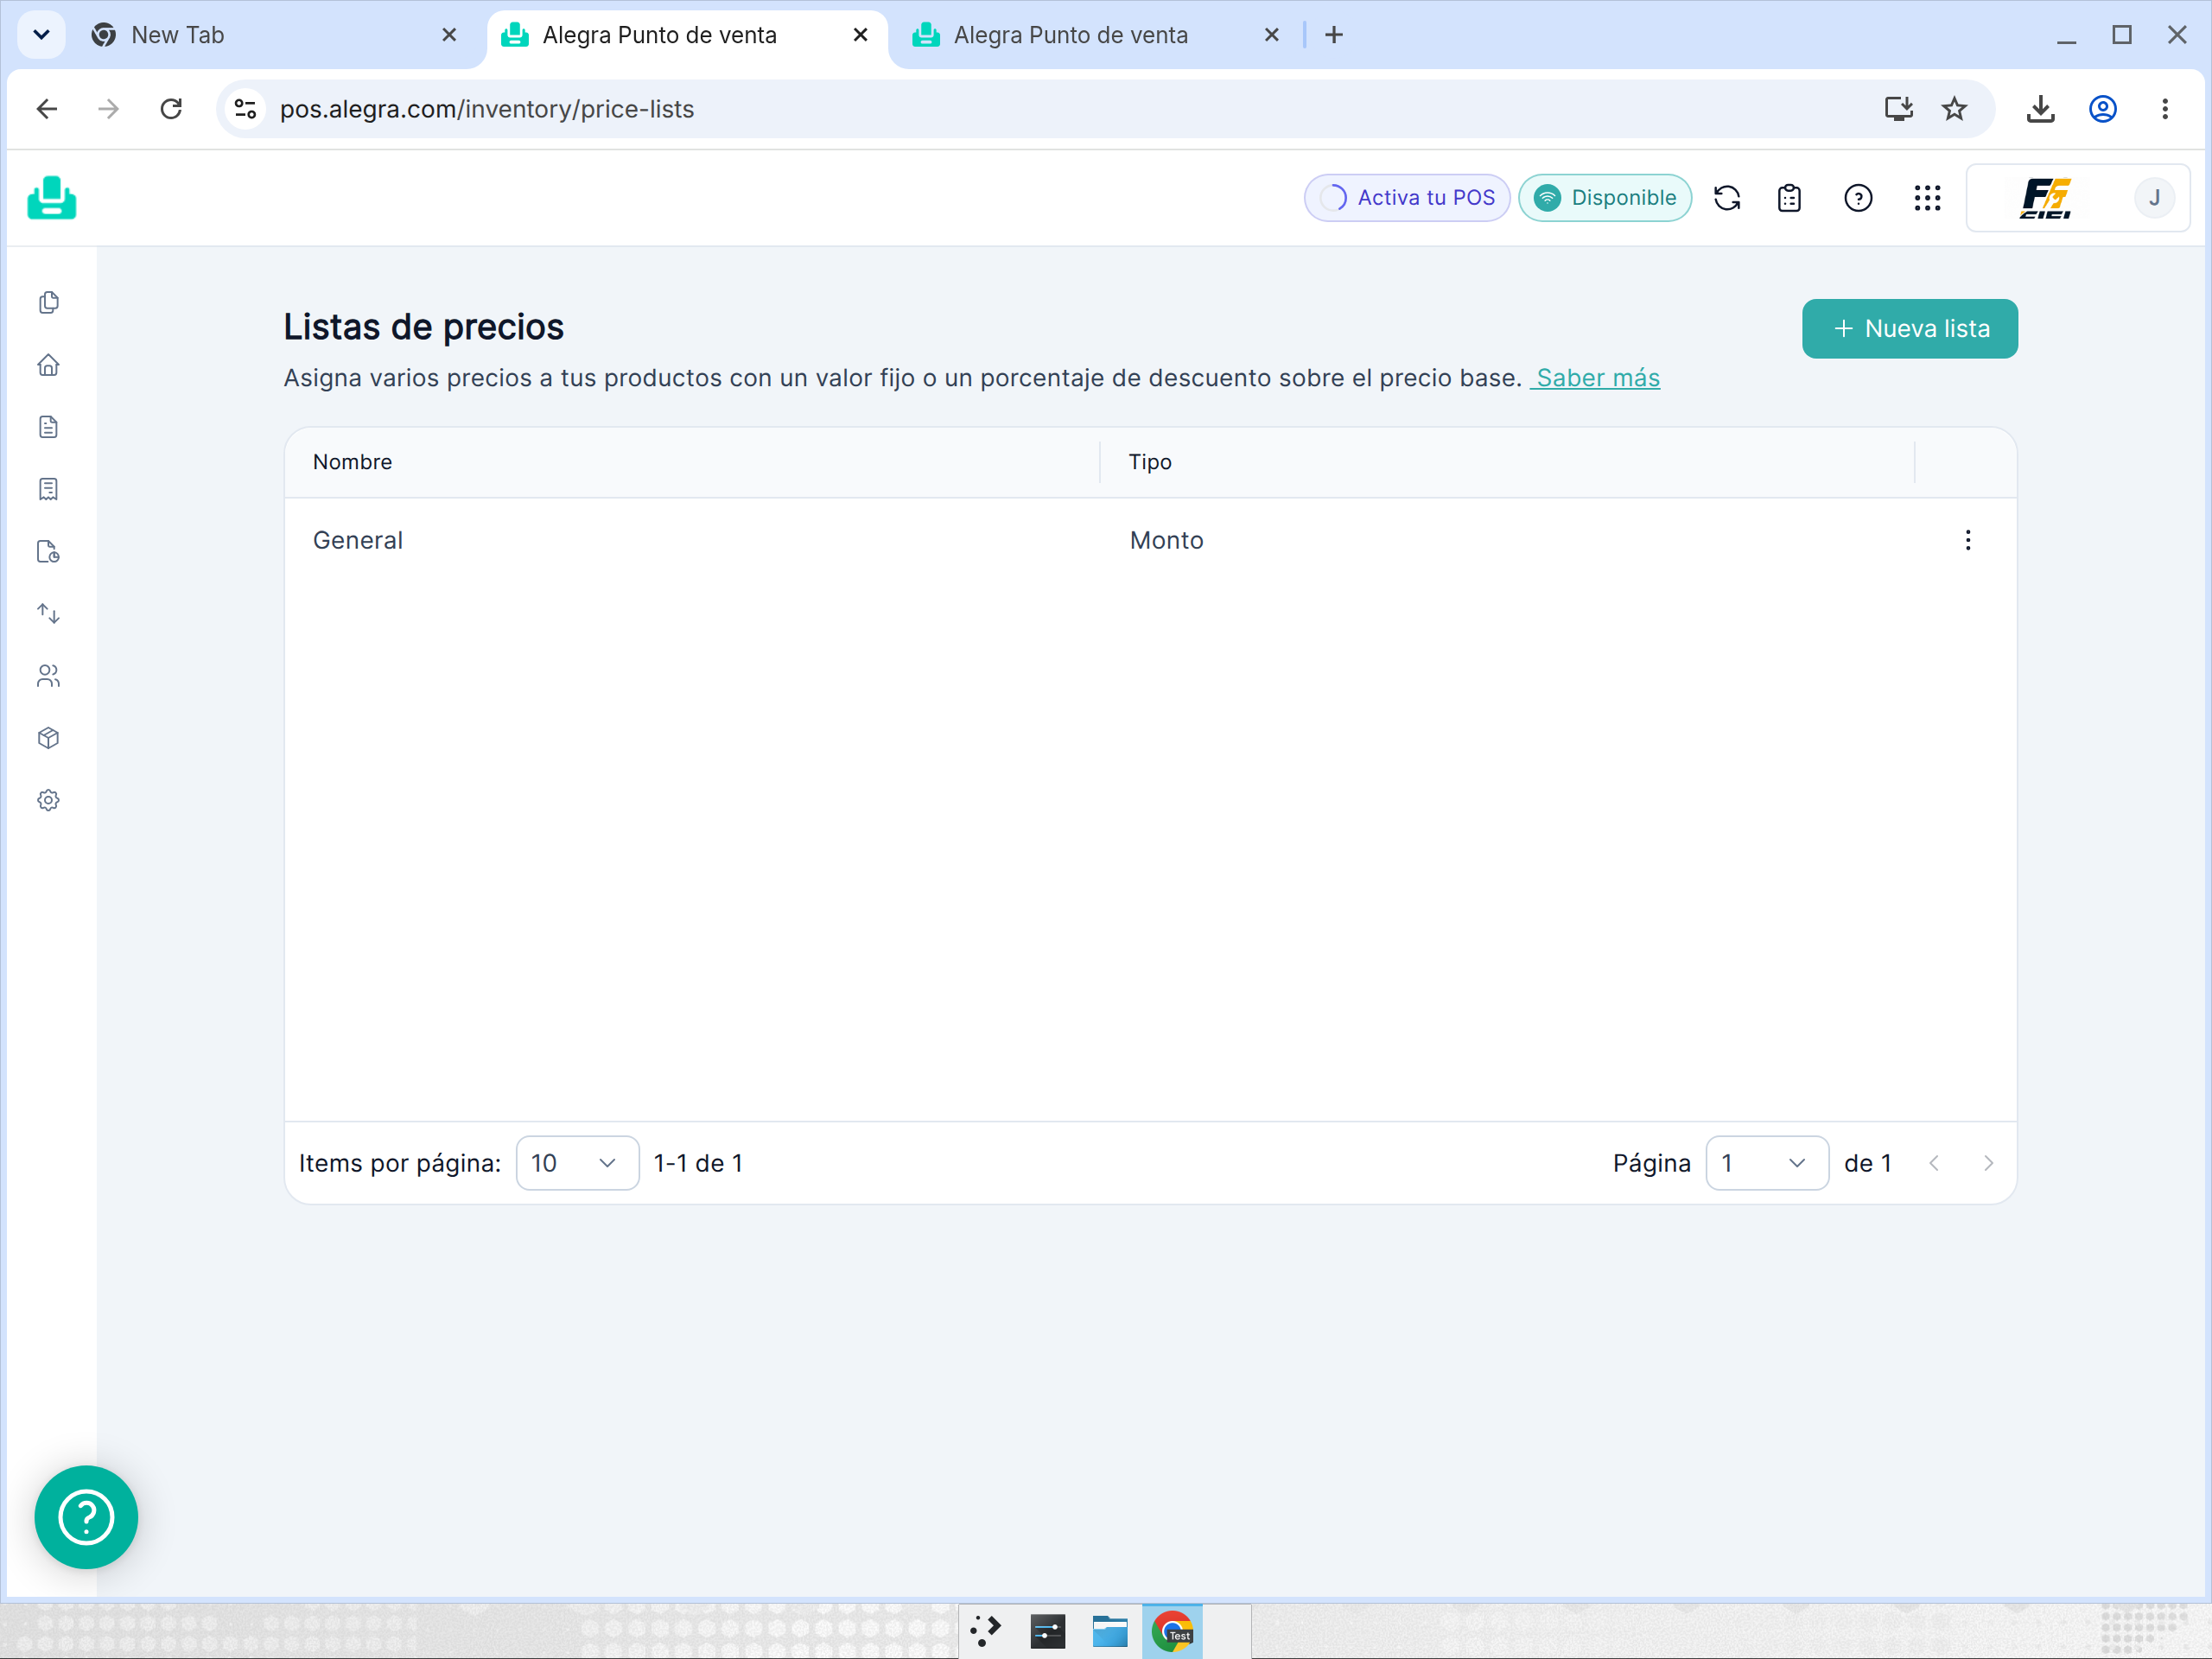 New Tab
Alegra Punto de venta
Alegra Punto de venta
pos.alegra.com/inventory/price-lists
Activa tu POS
Disponible
J
Listas de precios
+ Nueva lista
Asigna varios precios a tus productos con un valor fijo o un porcentaje de descuento sobre el precio base. Saber más
Nombre
Tipo
General
Monto
Items por página: 10 1-1 de 1
Página 1 de 1
Test